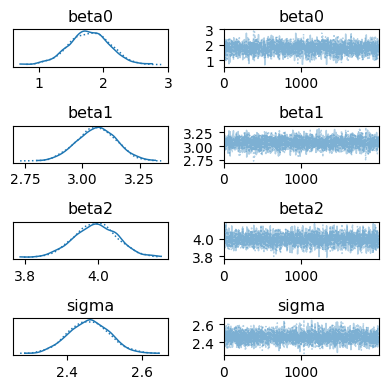 beta0 beta0
3
2
1
1 2 3 0 1000
beta1 beta1
3.25
3.00
2.75
2.75 3.00 3.25 0 1000
beta2 beta2
4.0
3.8
3.8 4.0 0 1000
sigma sigma
2.6
2.4
2.4 2.6 0 1000